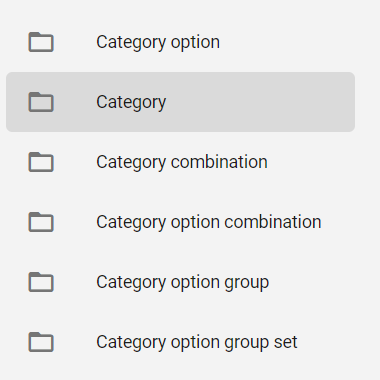 Category option
Category
Category combination
Category option combination
Category option group
Category option group set